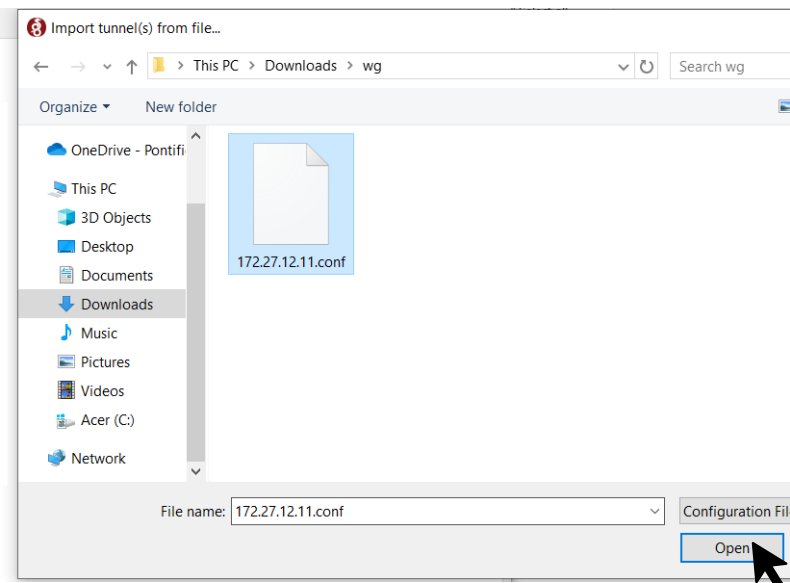 Import tunnel(s) from file...
This PC > Downloads > wg
Search wg
Organize
New folder
OneDrive - Pontifi
This PC
3D Objects
Desktop
Documents
Downloads
Music
Pictures
Videos
Acer (C:)
Network
172.27.12.11.conf
File name: 172.27.12.11.conf
Configuration Fil
Open